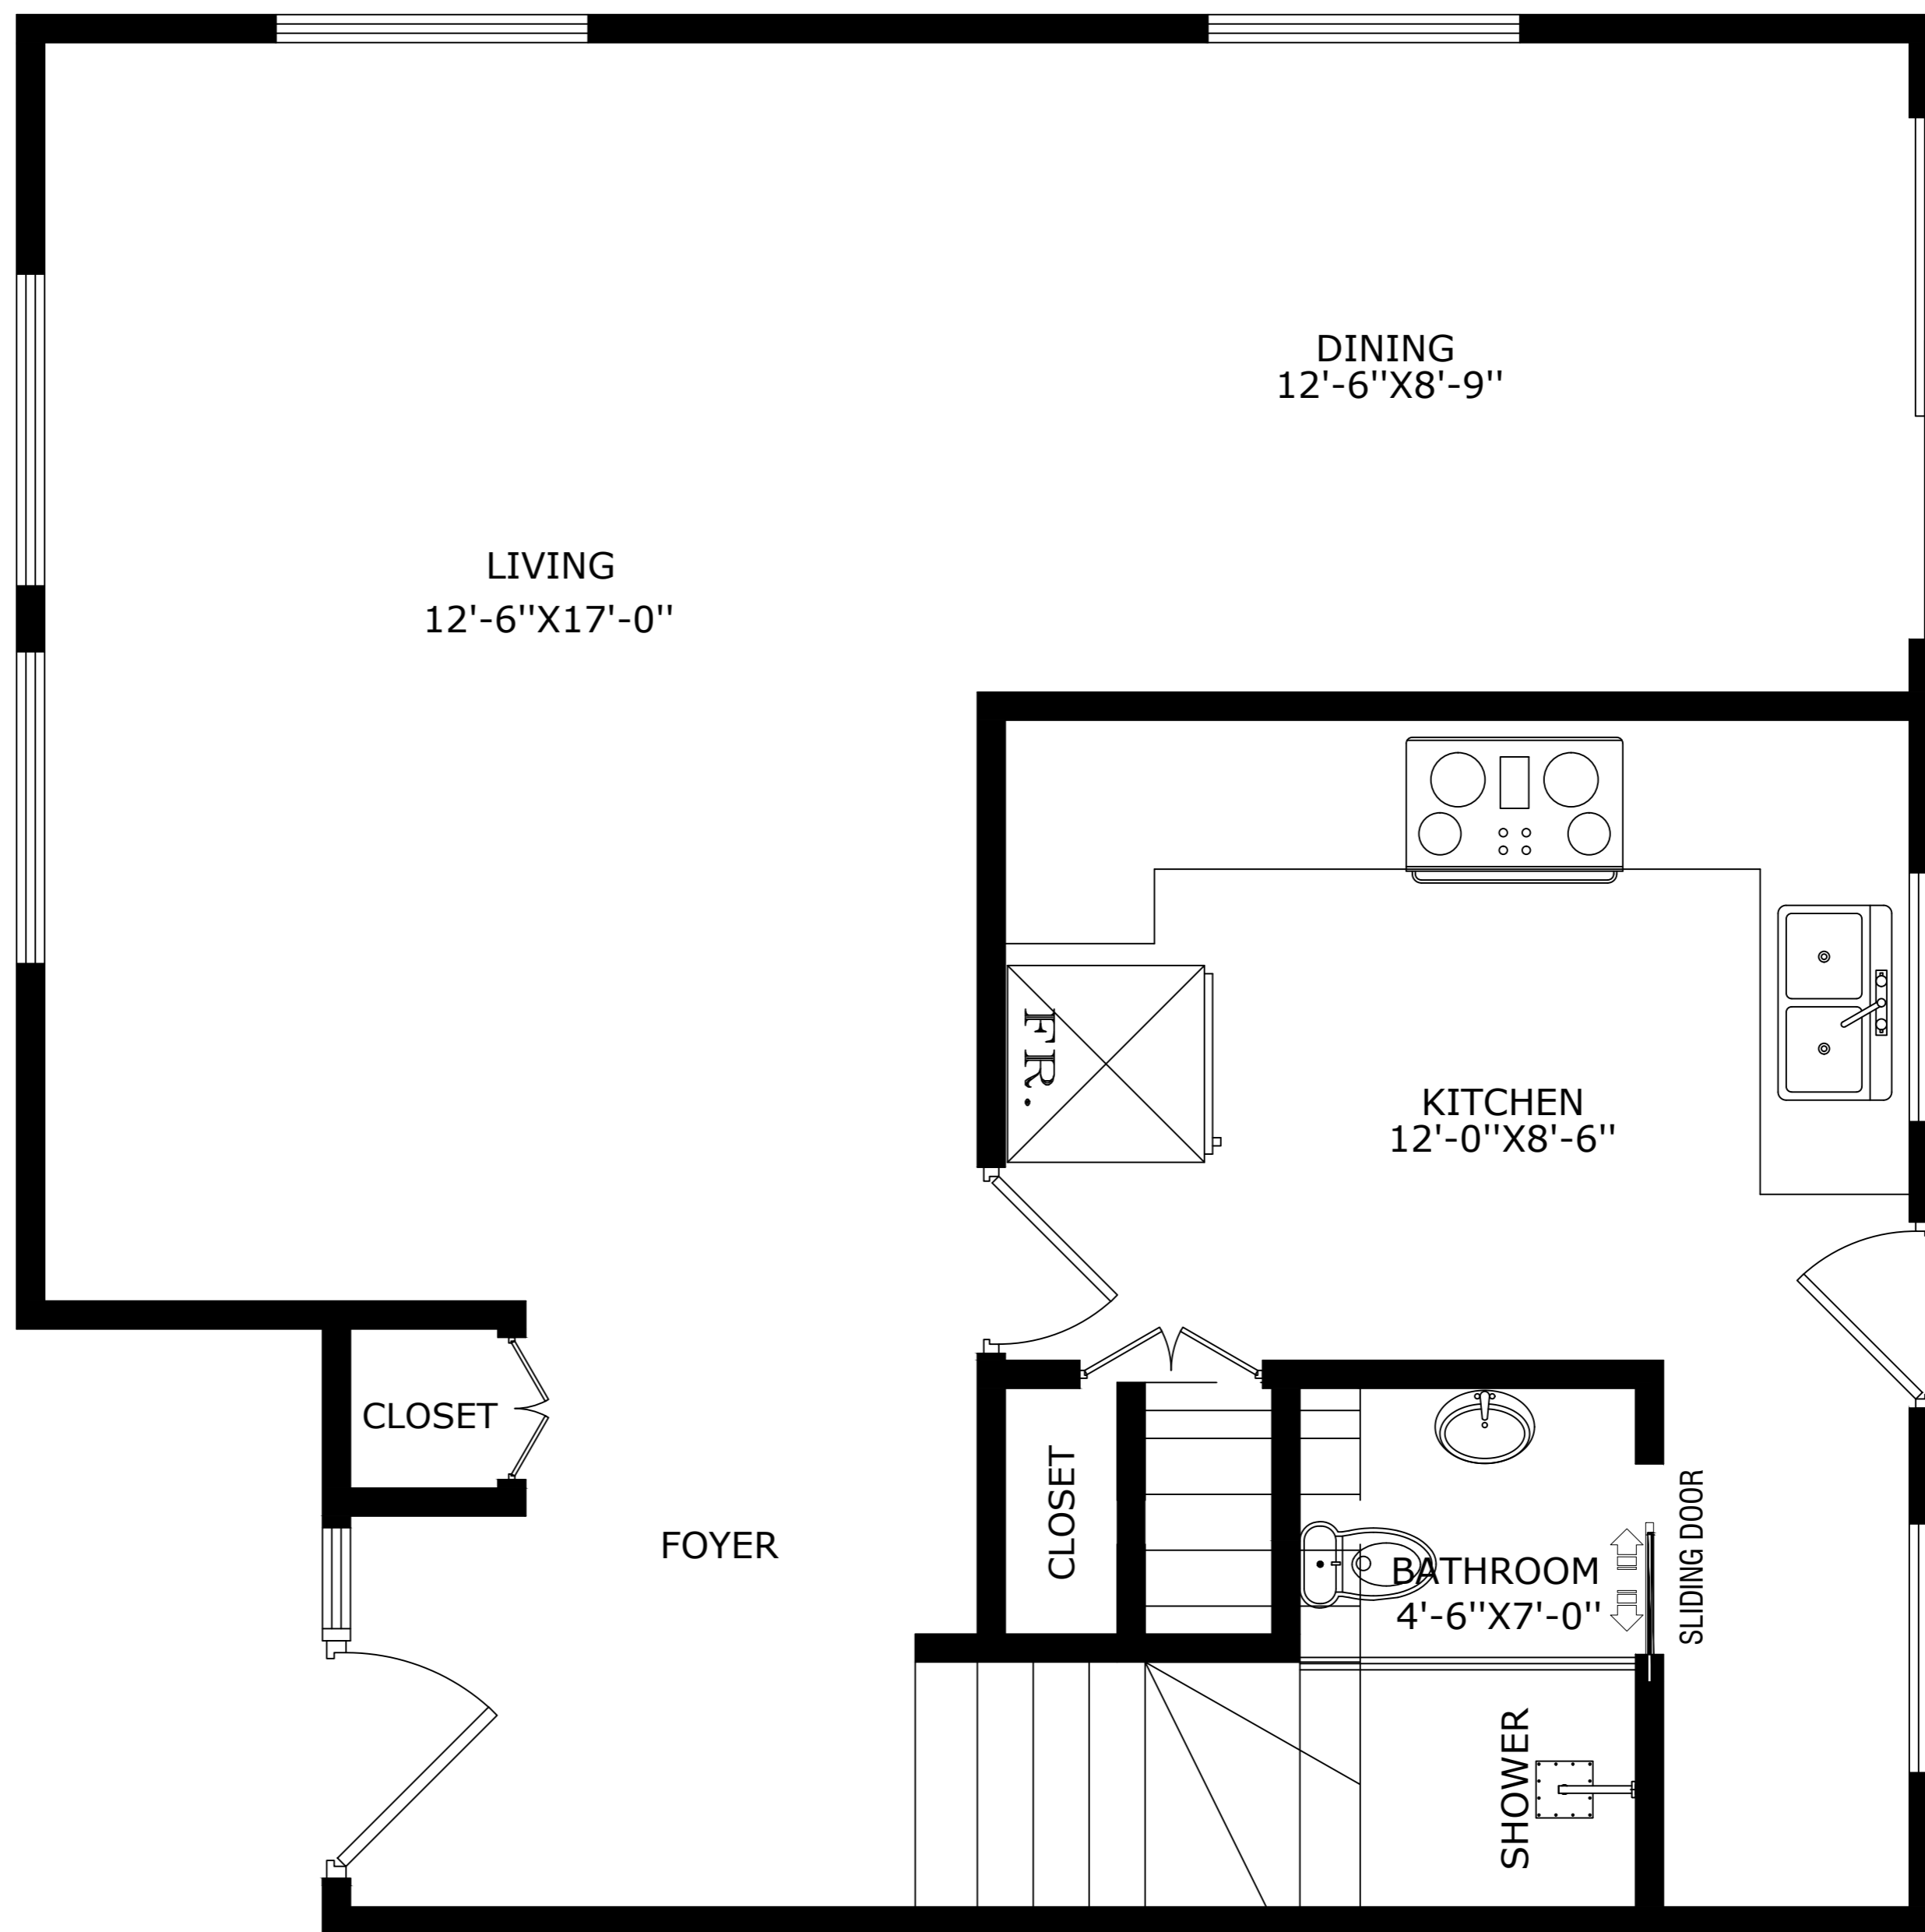 DINING
12'-6"X8'-9"
LIVING
12'-6"X17'-0"
FR.
KITCHEN
12'-0"X8'-6"
CLOSET
CLOSET
FOYER
BATHROOM
4'-6"X7'-0"
SLIDING DOOR
SHOWER